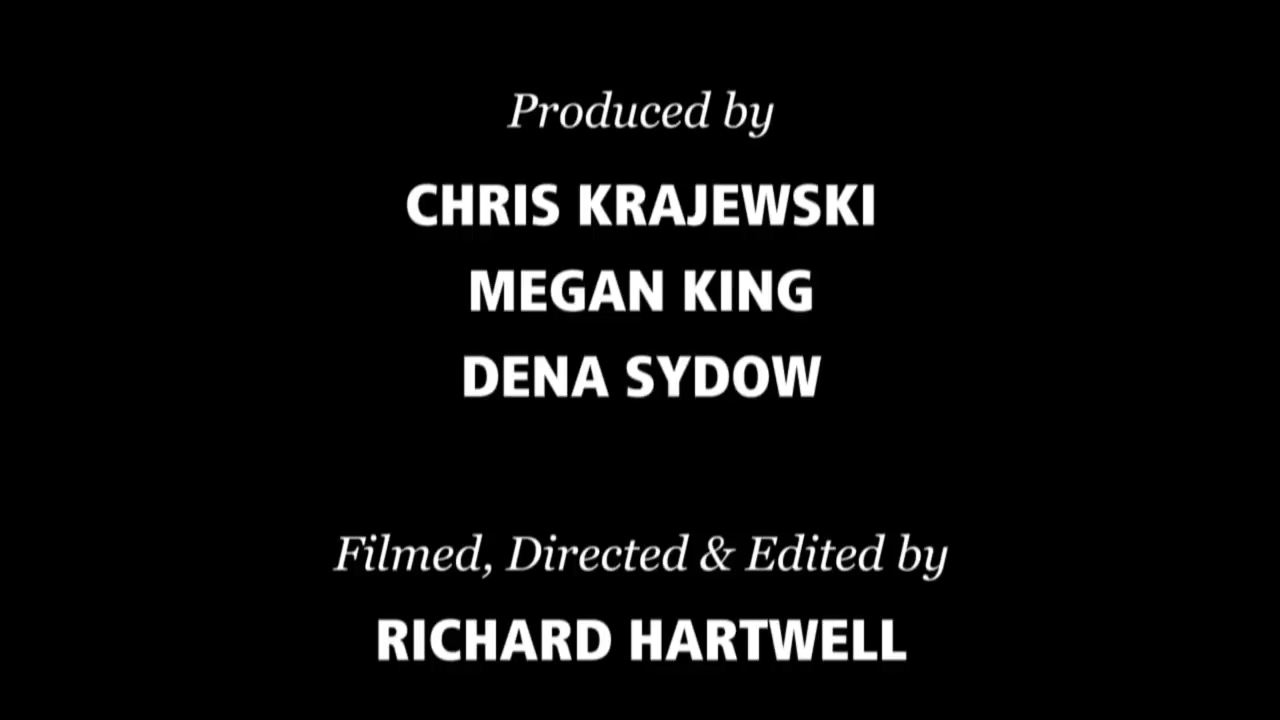 Produced by
CHRIS KRAJEWSKI
MEGAN KING
DENA SYDOW
Filmed, Directed & Edited by
RICHARD HARTWELL